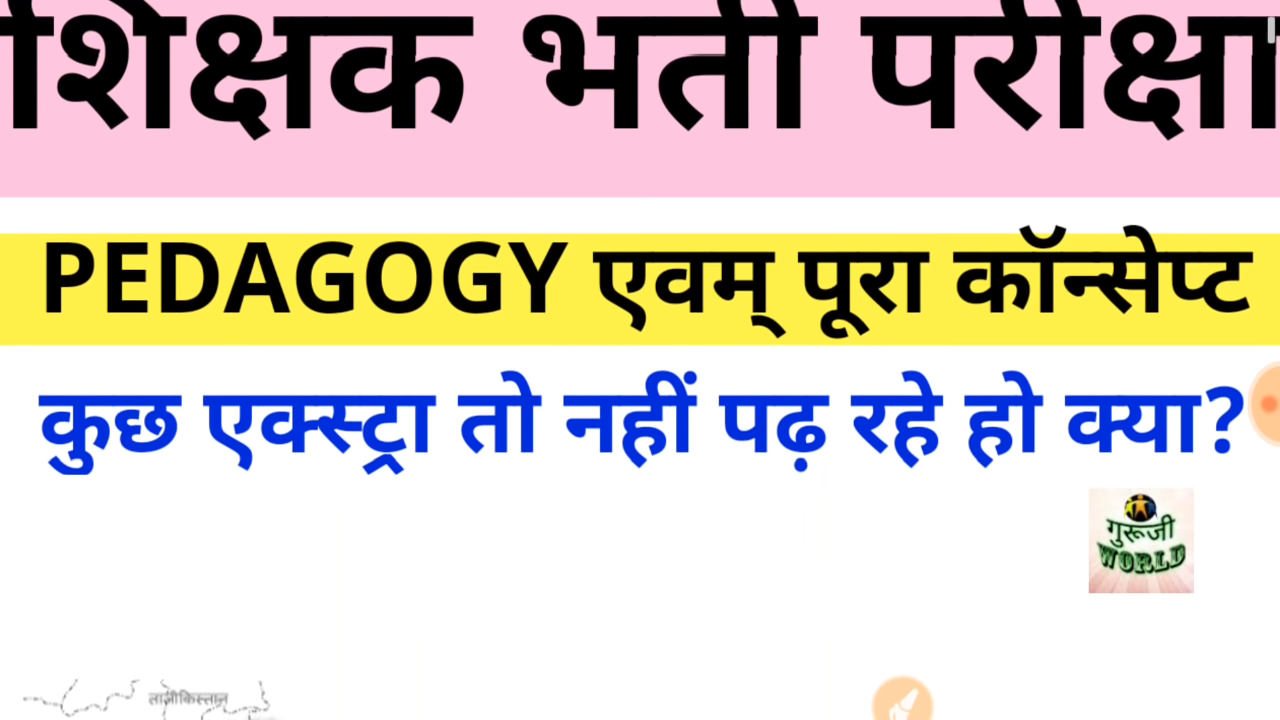 शिक्षक भर्ती परीक्षा
PEDAGOGY एवम् पूरा कॉन्सेप्ट
कुछ एक्स्ट्रा तो नहीं पढ़ रहे हो क्या?
गुरूजी
WORLD
ताजीकिस्तान